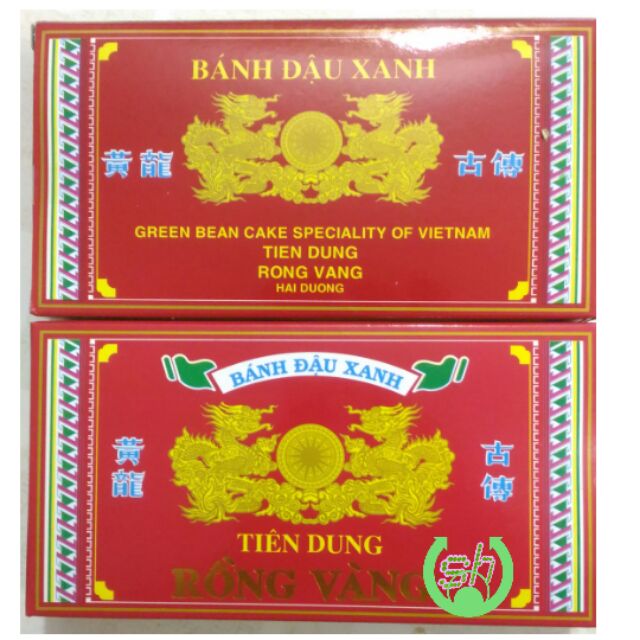 BÁNH DẬU XANH
黃龍
古傳
GREEN BEAN CAKE SPECIALITY OF VIETNAM
TIEN DUNG
RONG VANG
HAI DUONG
BÁNH ĐẬU XANH
黃龍
古傳
TIÊN DUNG
RỒNG VÀNG